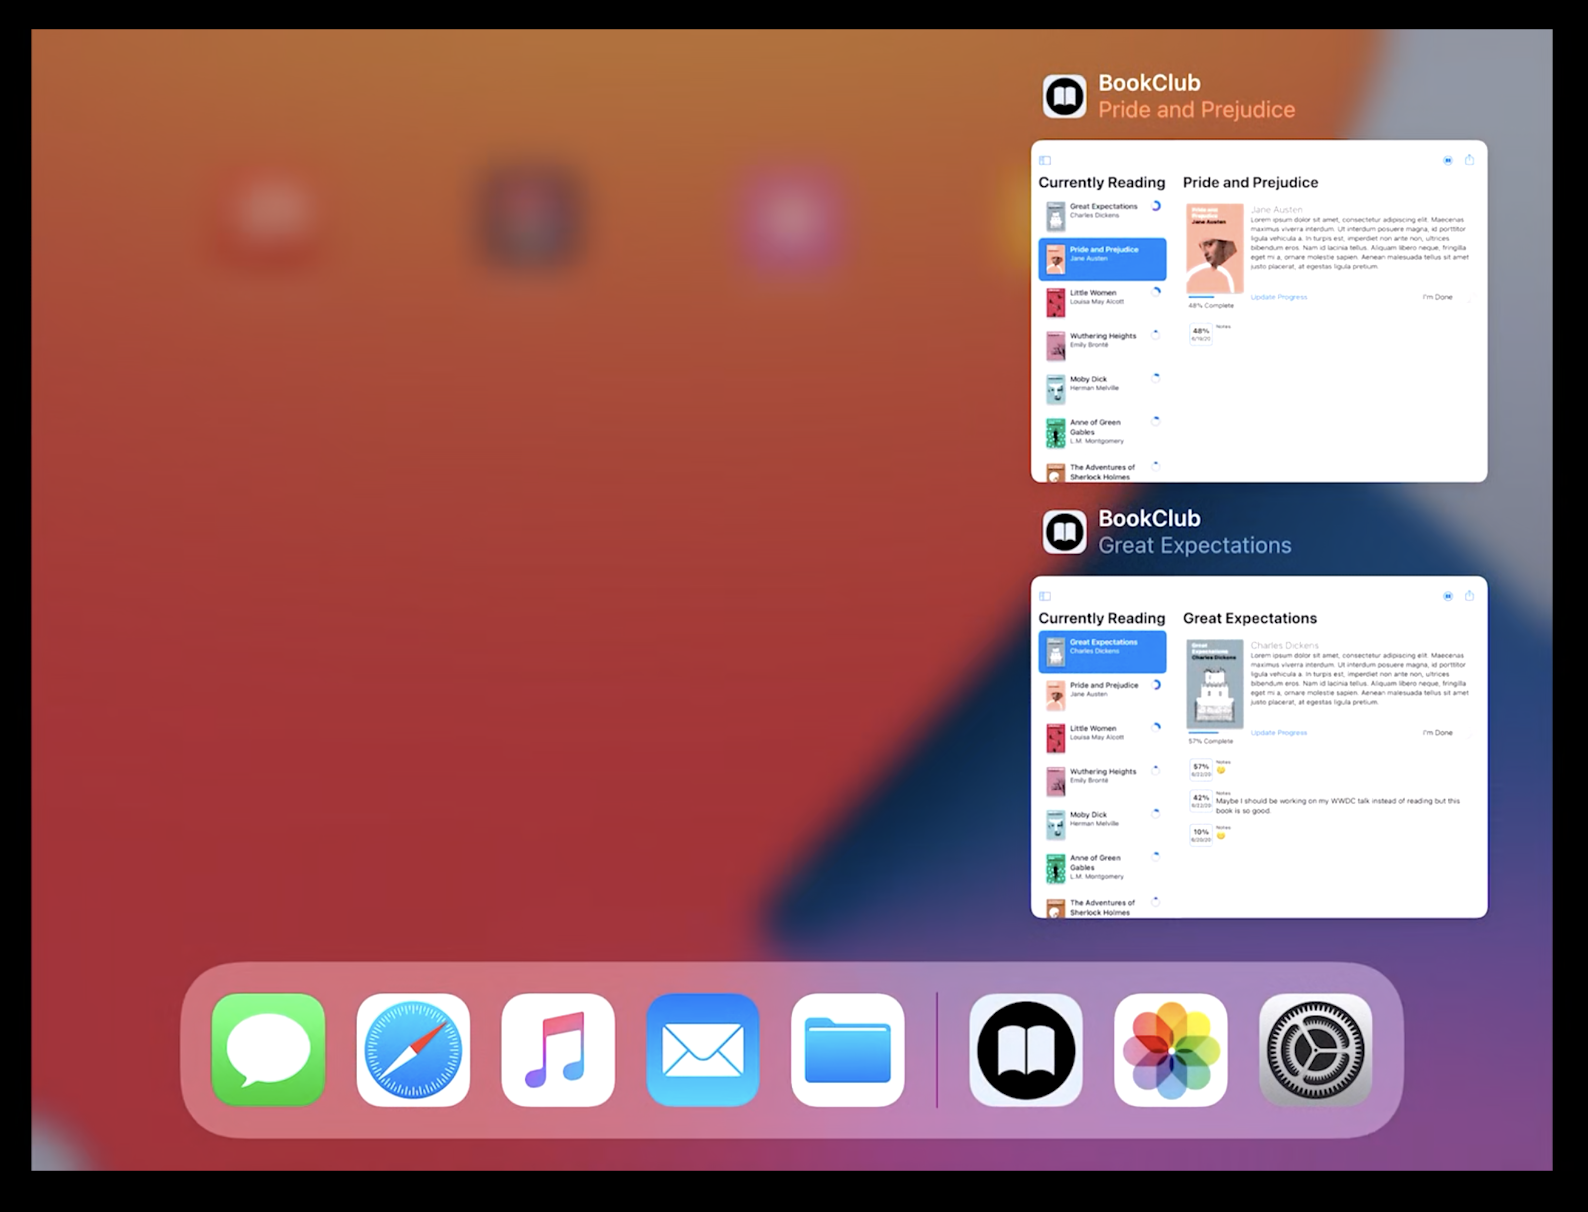 BookClub
Pride and Prejudice
Currently Reading
Great Expectations
Charles Dickens
Pride and Prejudice
Jane Austen
Little Women
Louisa May Alcott
Wuthering Heights
Emily Brontë
Moby Dick
Herman Melville
Anne of Green
Gables
L.M. Montgomery
The Adventures of
Sherlock Holmes
Pride and Prejudice
Pride and
Prejudice
Jane Austen
Jane Austen
Lorem ipsum dolor sit amet, consectetur adipiscing elit. Maecenas
maximus viverra interdum. Ut interdum posuere magna, id porttitor
ligula vehicula a. In turpis est, imperdiet non ante non, ultrices
bibendum eros. Nam id lacinia tellus. Aliquam libero neque, fringilla
eget mi a, ornare molestie sapien. Aenean malesuada tellus sit amet
justo placerat, at egestas ligula pretium.
48% Complete
Update Progress
I'm Done
48%
Notes
BookClub
Great Expectations
Currently Reading
Great Expectations
Charles Dickens
Pride and Prejudice
Jane Austen
Little Women
Louisa May Alcott
Wuthering Heights
Emily Brontë
Moby Dick
Herman Melville
Anne of Green
Gables
L.M. Montgomery
The Adventures of
Sherlock Holmes
Great Expectations
Great
Expectations
Charles Dickens
Charles Dickens
Lorem ipsum dolor sit amet, consectetur adipiscing elit. Maecenas
maximus viverra interdum. Ut interdum posuere magna, id porttitor
ligula vehicula a. In turpis est, imperdiet non ante non, ultrices
bibendum eros. Nam id lacinia tellus. Aliquam libero neque, fringilla
eget mi a, ornare molestie sapien. Aenean malesuada tellus sit amet
justo placerat, at egestas ligula pretium.
57% Complete
Update Progress
I'm Done
57%
Notes
42%
Notes
Maybe I should be working on my WWDC talk instead of reading but this
book is so good.
10%
Notes